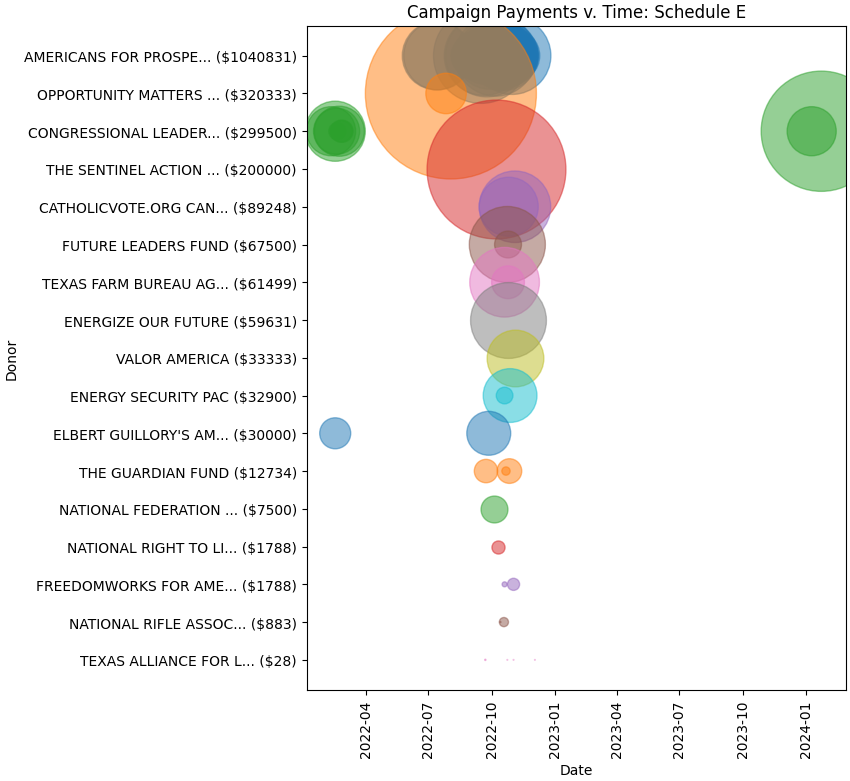 Campaign Payments v. Time: Schedule E
AMERICANS FOR PROSPE... ($1040831)
OPPORTUNITY MATTERS ... ($320333)
CONGRESSIONAL LEADER... ($299500)
THE SENTINEL ACTION ... ($200000)
CATHOLICVOTE.ORG CAN... ($89248)
FUTURE LEADERS FUND ($67500)
TEXAS FARM BUREAU AG... ($61499)
ENERGIZE OUR FUTURE ($59631)
VALOR AMERICA ($33333)
ENERGY SECURITY PAC ($32900)
ELBERT GUILLORY'S AM... ($30000)
THE GUARDIAN FUND ($12734)
NATIONAL FEDERATION ... ($7500)
NATIONAL RIGHT TO LI... ($1788)
FREEDOMWORKS FOR AME... ($1788)
NATIONAL RIFLE ASSOC... ($883)
TEXAS ALLIANCE FOR L... ($28)
Donor
2022-04
2022-07
2022-10
2023-01
2023-04
2023-07
2023-10
2024-01
Date